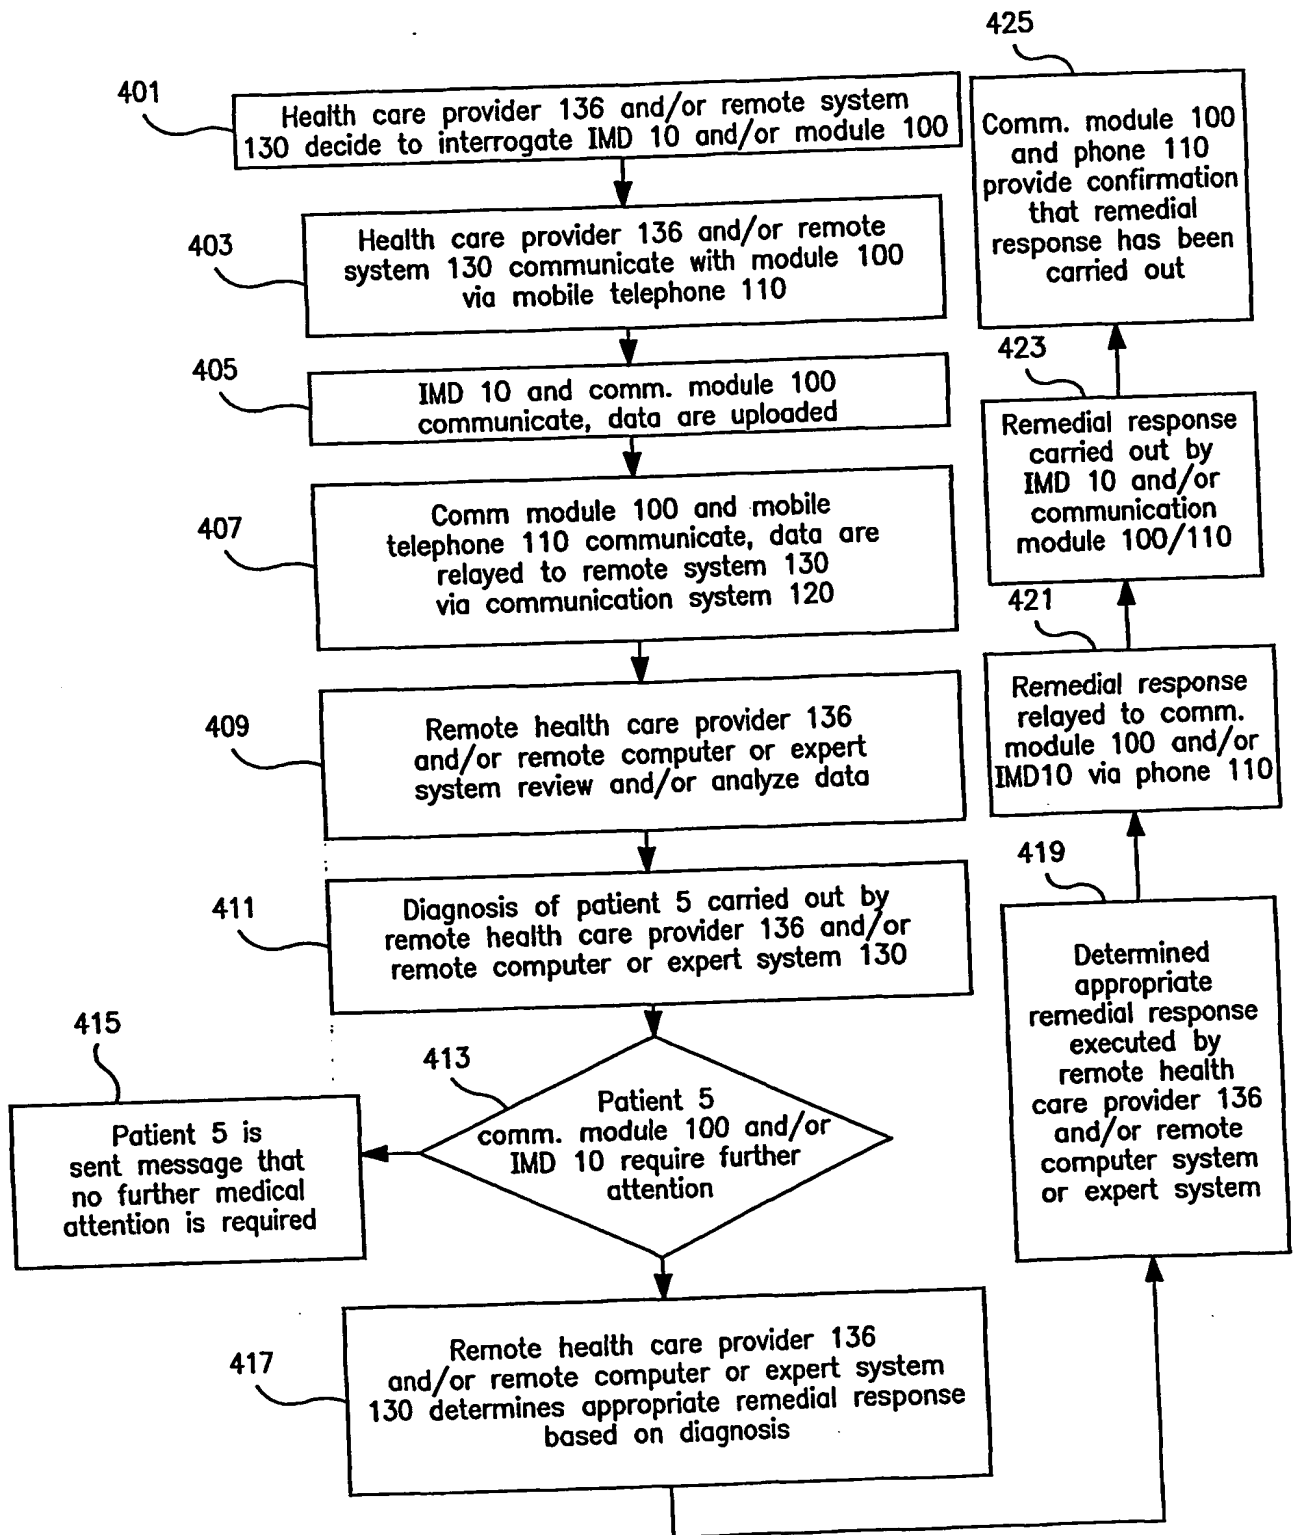 401
Health care provider 136 and/or remote system
130 decide to interrogate IMD 10 and/or module 100
403
Health care provider 136 and/or remote
system 130 communicate with module 100
via mobile telephone 110
405
IMD 10 and comm. module 100
communicate, data are uploaded
407
Comm module 100 and mobile
telephone 110 communicate, data are
relayed to remote system 130
via communication system 120
409
Remote health care provider 136
and/or remote computer or expert
system review and/or analyze data
411
Diagnosis of patient 5 carried out by
remote health care provider 136 and/or
remote computer or expert system 130
413
Patient 5
comm. module 100 and/or
IMD 10 require further
attention
415
Patient 5 is
sent message that
no further medical
attention is required
417
Remote health care provider 136
and/or remote computer or expert system
130 determines appropriate remedial response
based on diagnosis
419
Determined
appropriate
remedial response
executed by
remote health
care provider 136
and/or remote
computer system
or expert system
421
Remedial response
relayed to comm.
module 100 and/or
IMD10 via phone 110
423
Remedial response
carried out by
IMD 10 and/or
communication
module 100/110
425
Comm. module 100
and phone 110
provide confirmation
that remedial
response has been
carried out